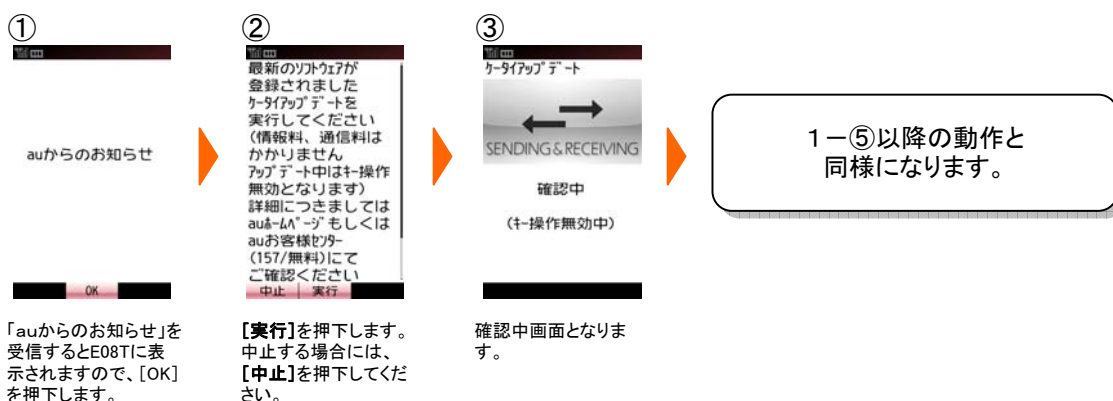 ①
auからのお知らせ
OK
「auからのお知らせ」を
受信するとE08Tに表
示されますので、[OK]
を押下します。
②
最新のソフトウェアが
登録されました
ケータイアップデートを
実行してください
(情報料、通信料は
かかりません
アップデート中はキー操作
無効となります)
詳細につきましては
auホームページもしくは
auお客様センター
(157/無料)にて
ご確認ください
中止 実行
[実行]を押下します。
中止する場合には、
[中止]を押下してくだ
さい。
③
ケータイアップデート
SENDING & RECEIVING
確認中
(キー操作無効中)
確認中画面となりま
す。
1-⑤以降の動作と
同様になります。